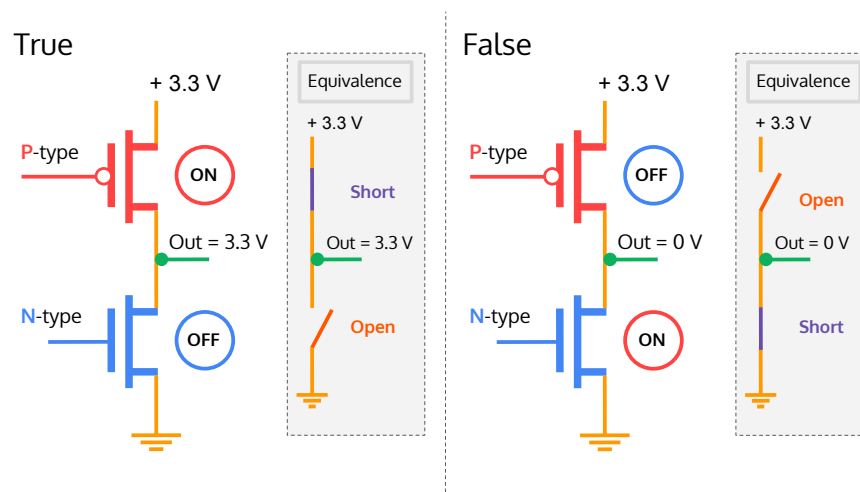 True
+ 3.3 V
P-type
ON
Out = 3.3 V
N-type
OFF
Equivalence
+ 3.3 V
Short
Out = 3.3 V
Open
False
+ 3.3 V
P-type
OFF
Out = 0 V
N-type
ON
Equivalence
+ 3.3 V
Open
Out = 0 V
Short